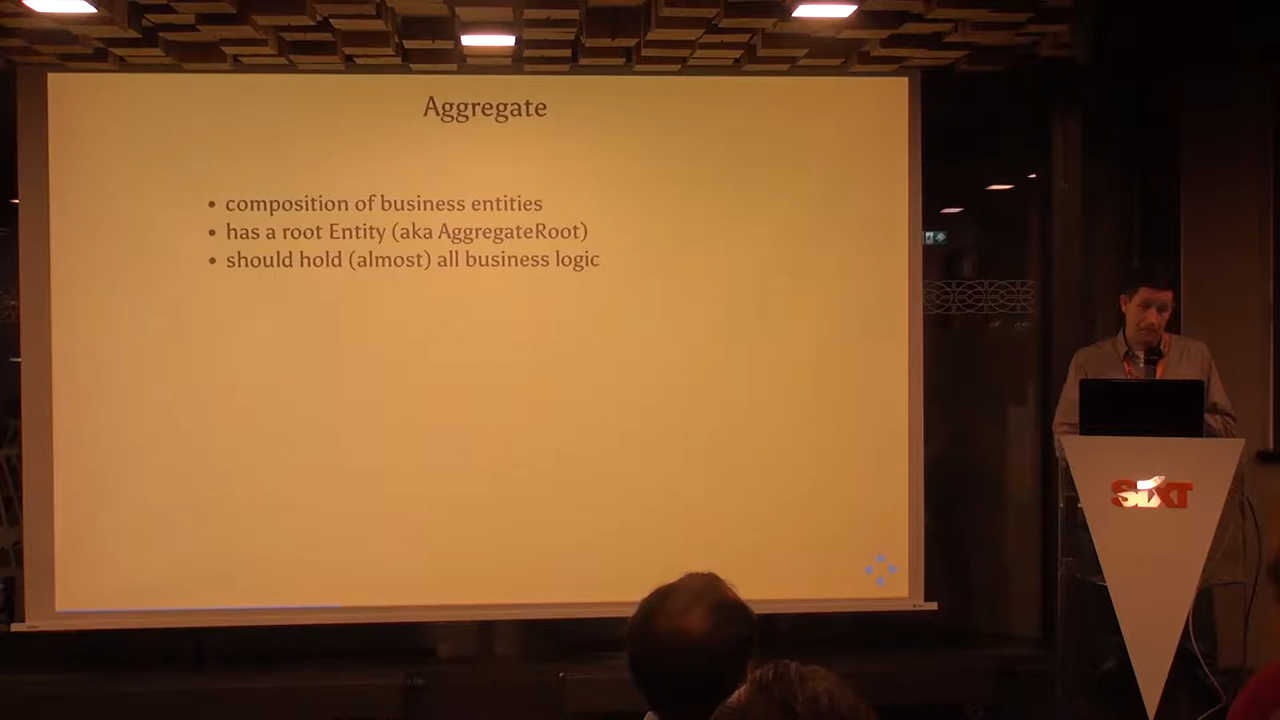 Aggregate
• composition of business entities
• has a root Entity (aka AggregateRoot)
• should hold (almost) all business logic
SIXT